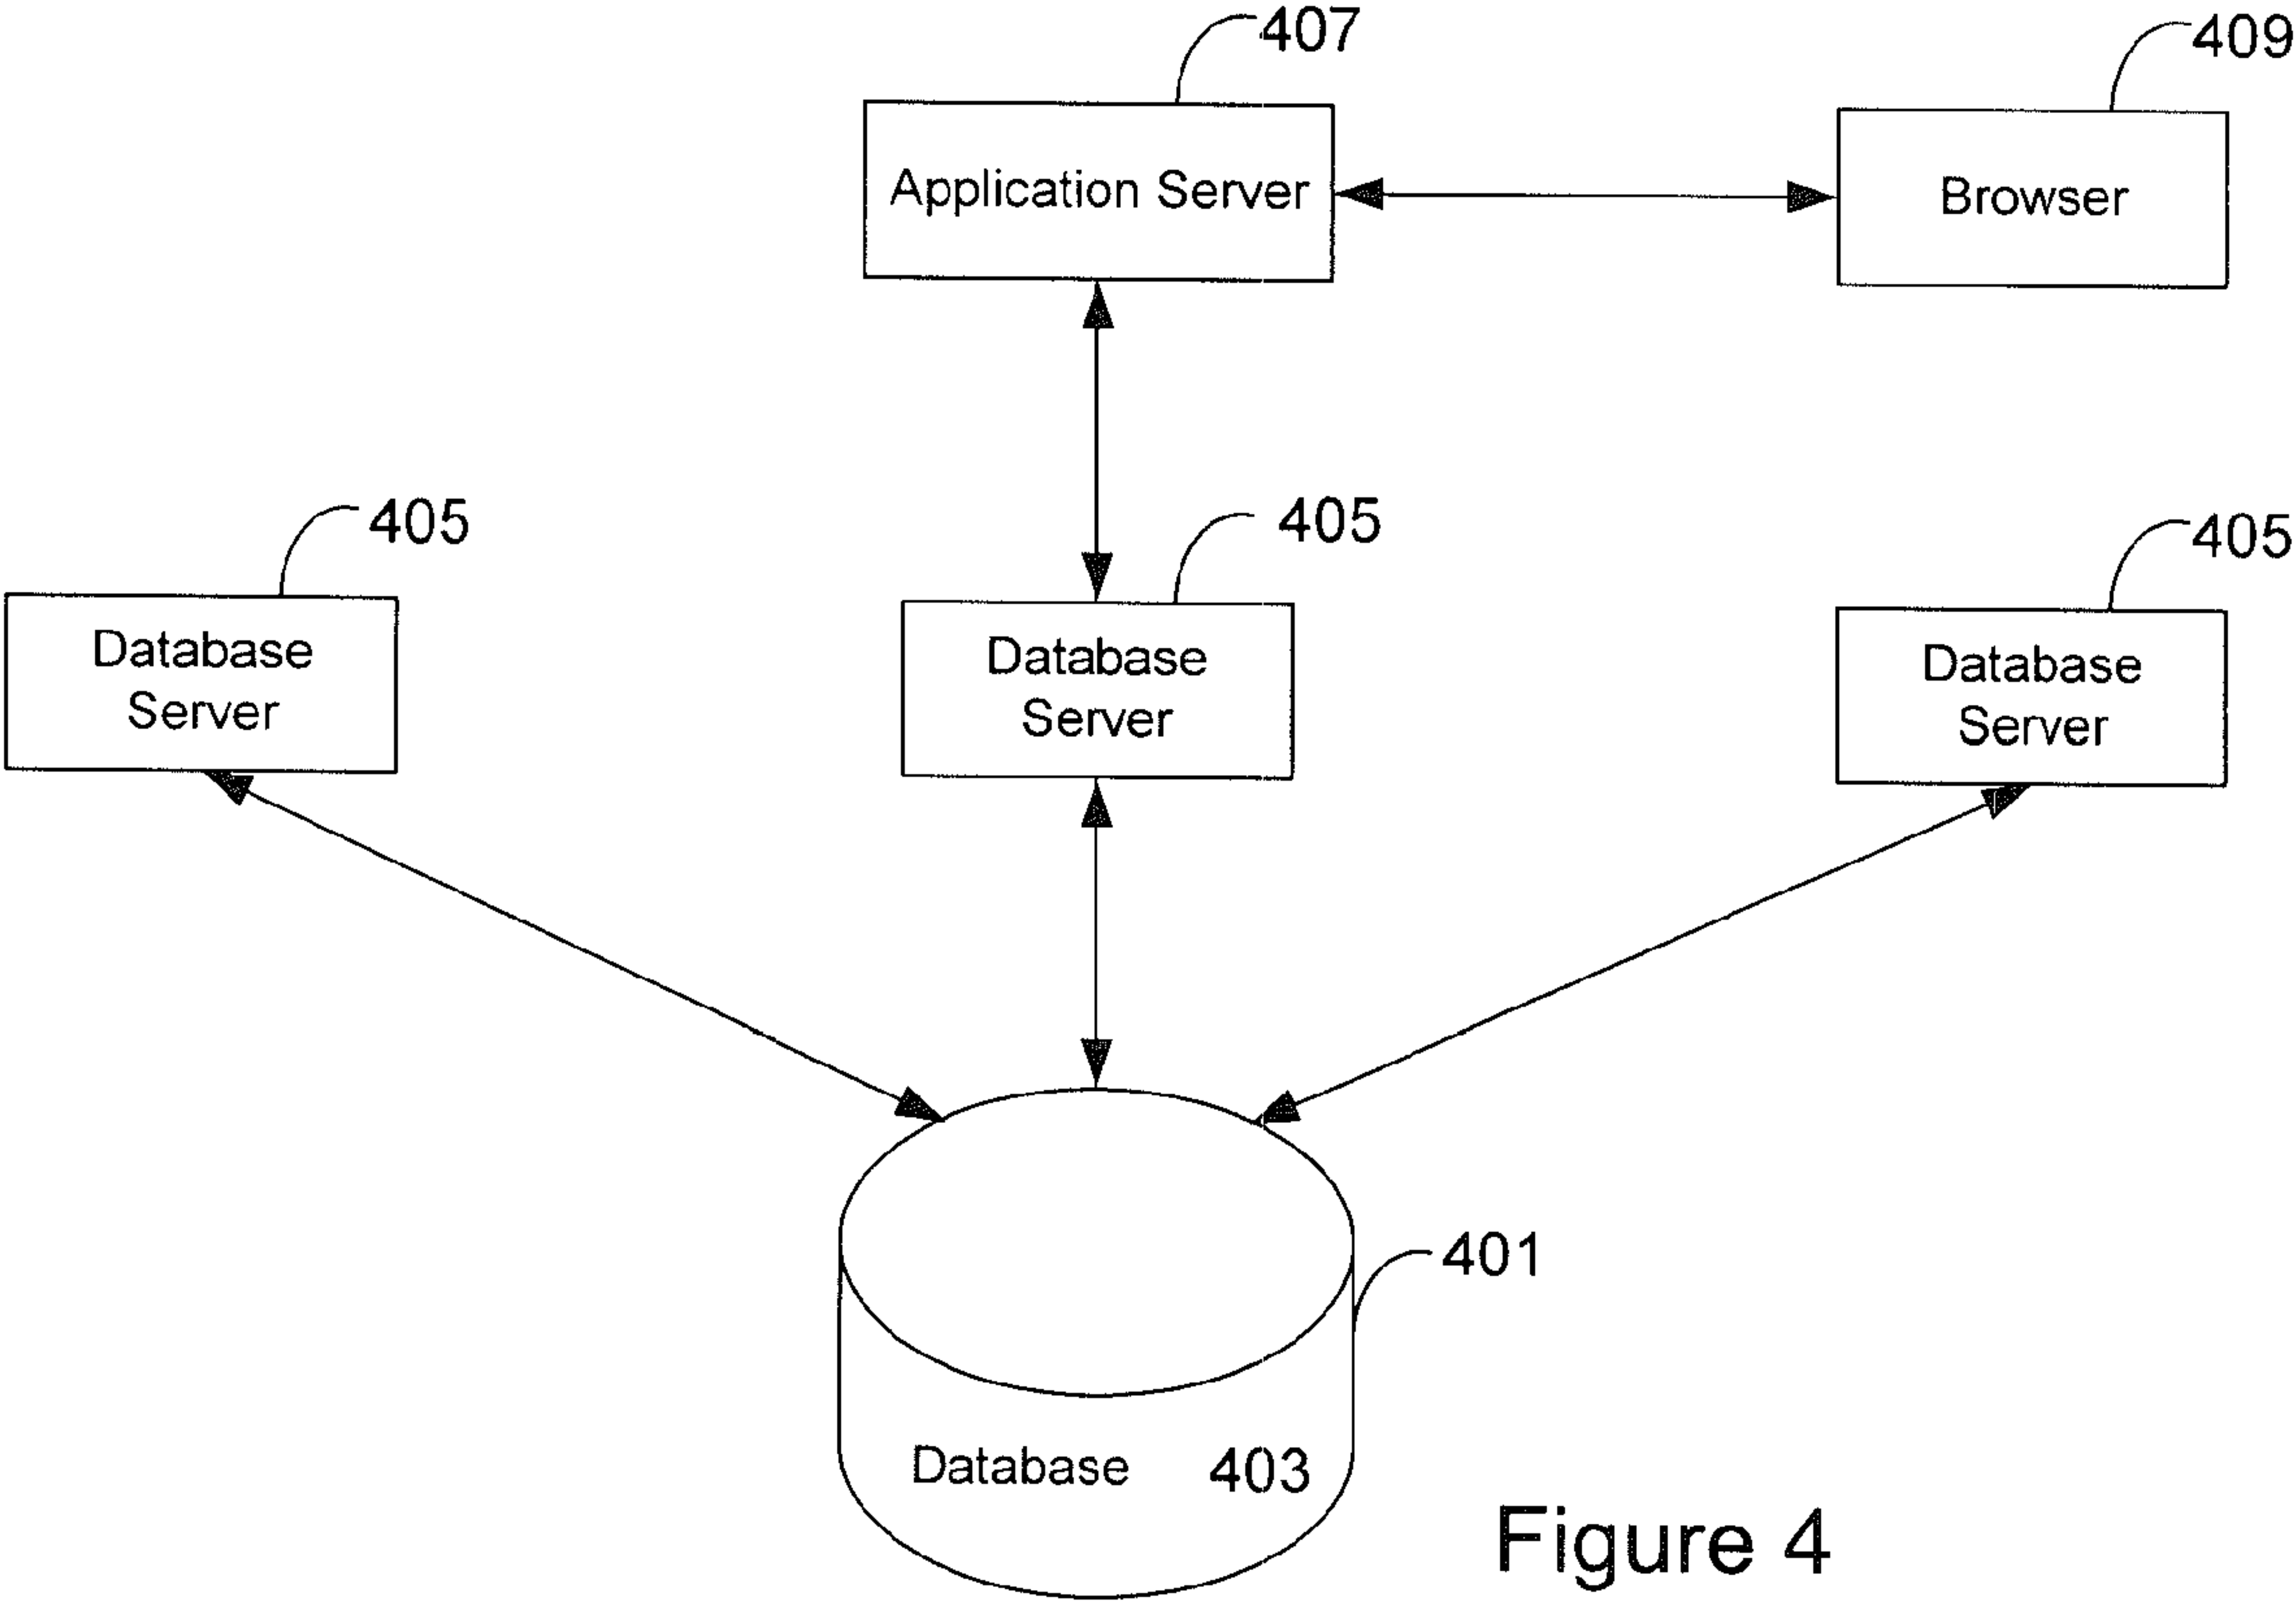 407
409
Application Server
Browser
405
405
405
Database
Server
Database
Server
Database
Server
401
Database 403
Figure 4